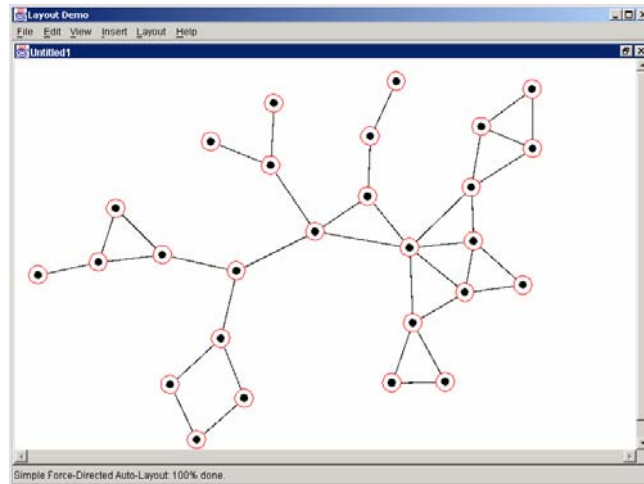 Layout Demo
File Edit View Insert Layout Help
Untitled1
Simple Force-Directed Auto-Layout: 100% done.